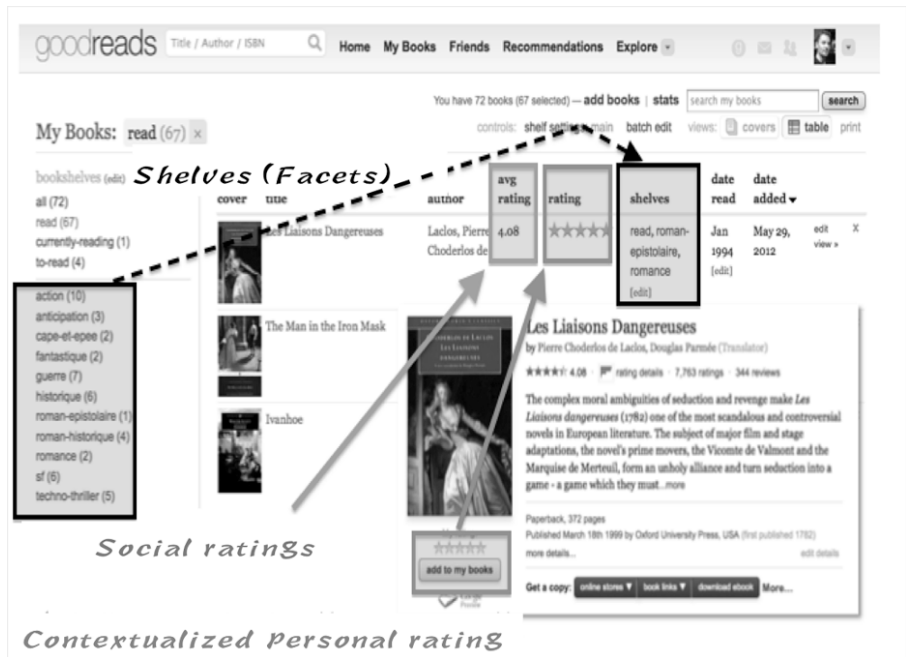 goodreads Title / Author / ISBN Home My Books Friends Recommendations Explore
You have 72 books (67 selected) — add books | stats search my books search
My Books: read (67) x
controls: shelf settings main batch edit views: covers table print
bookshelves (edit) Shelves (Facets)
all (72)
read (67)
currently-reading (1)
to-read (4)
action (10)
anticipation (3)
cape-et-epee (2)
fantastique (2)
guerre (7)
historique (6)
roman-epistolaire (1)
roman-historique (4)
romance (2)
sf (6)
techno-thriller (5)
cover title author avg rating rating shelves date read date added
Les Liaisons Dangereuses Laclos, Pierre Choderlos de 4.08 read, roman-epistolaire, romance [edit] Jan 1994 [edit] May 29, 2012 edit view » X
The Man in the Iron Mask
Ivanhoe
Les Liaisons Dangereuses
by Pierre Choderlos de Laclos, Douglas Parmée (Translator)
4.08 rating details 7,763 ratings 344 reviews
The complex moral ambiguities of seduction and revenge make Les
Liaisons dangereuses (1782) one of the most scandalous and controversial
novels in European literature. The subject of major film and stage
adaptations, the novel's prime movers, the Vicomte de Valmont and the
Marquise de Merteuil, form an unholy alliance and turn seduction into a
game - a game which they must...more
Paperback, 372 pages
Published March 18th 1999 by Oxford University Press, USA (first published 1782)
more details... edit details
Get a copy: online stores ▼ book links ▼ download ebook More...
CHODERLOS DE LACLOS
LES LIAISONS
DANGEREUSES
add to my books
Google
Preview
Social ratings
Contextualized Personal rating